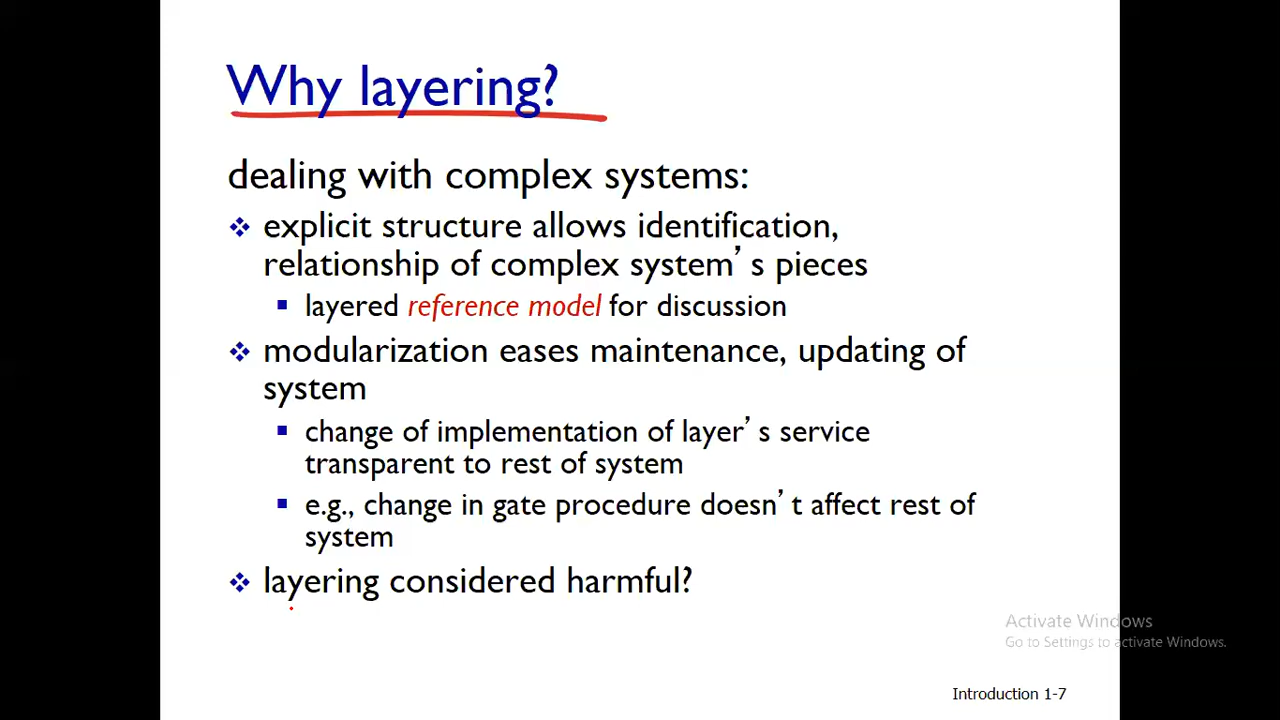 Why layering?
dealing with complex systems:
explicit structure allows identification,
relationship of complex system’s pieces
layered reference model for discussion
modularization eases maintenance, updating of
system
change of implementation of layer’s service
transparent to rest of system
e.g., change in gate procedure doesn’t affect rest of
system
layering considered harmful?
Activate Windows
Go to Settings to activate Windows.
Introduction 1-7